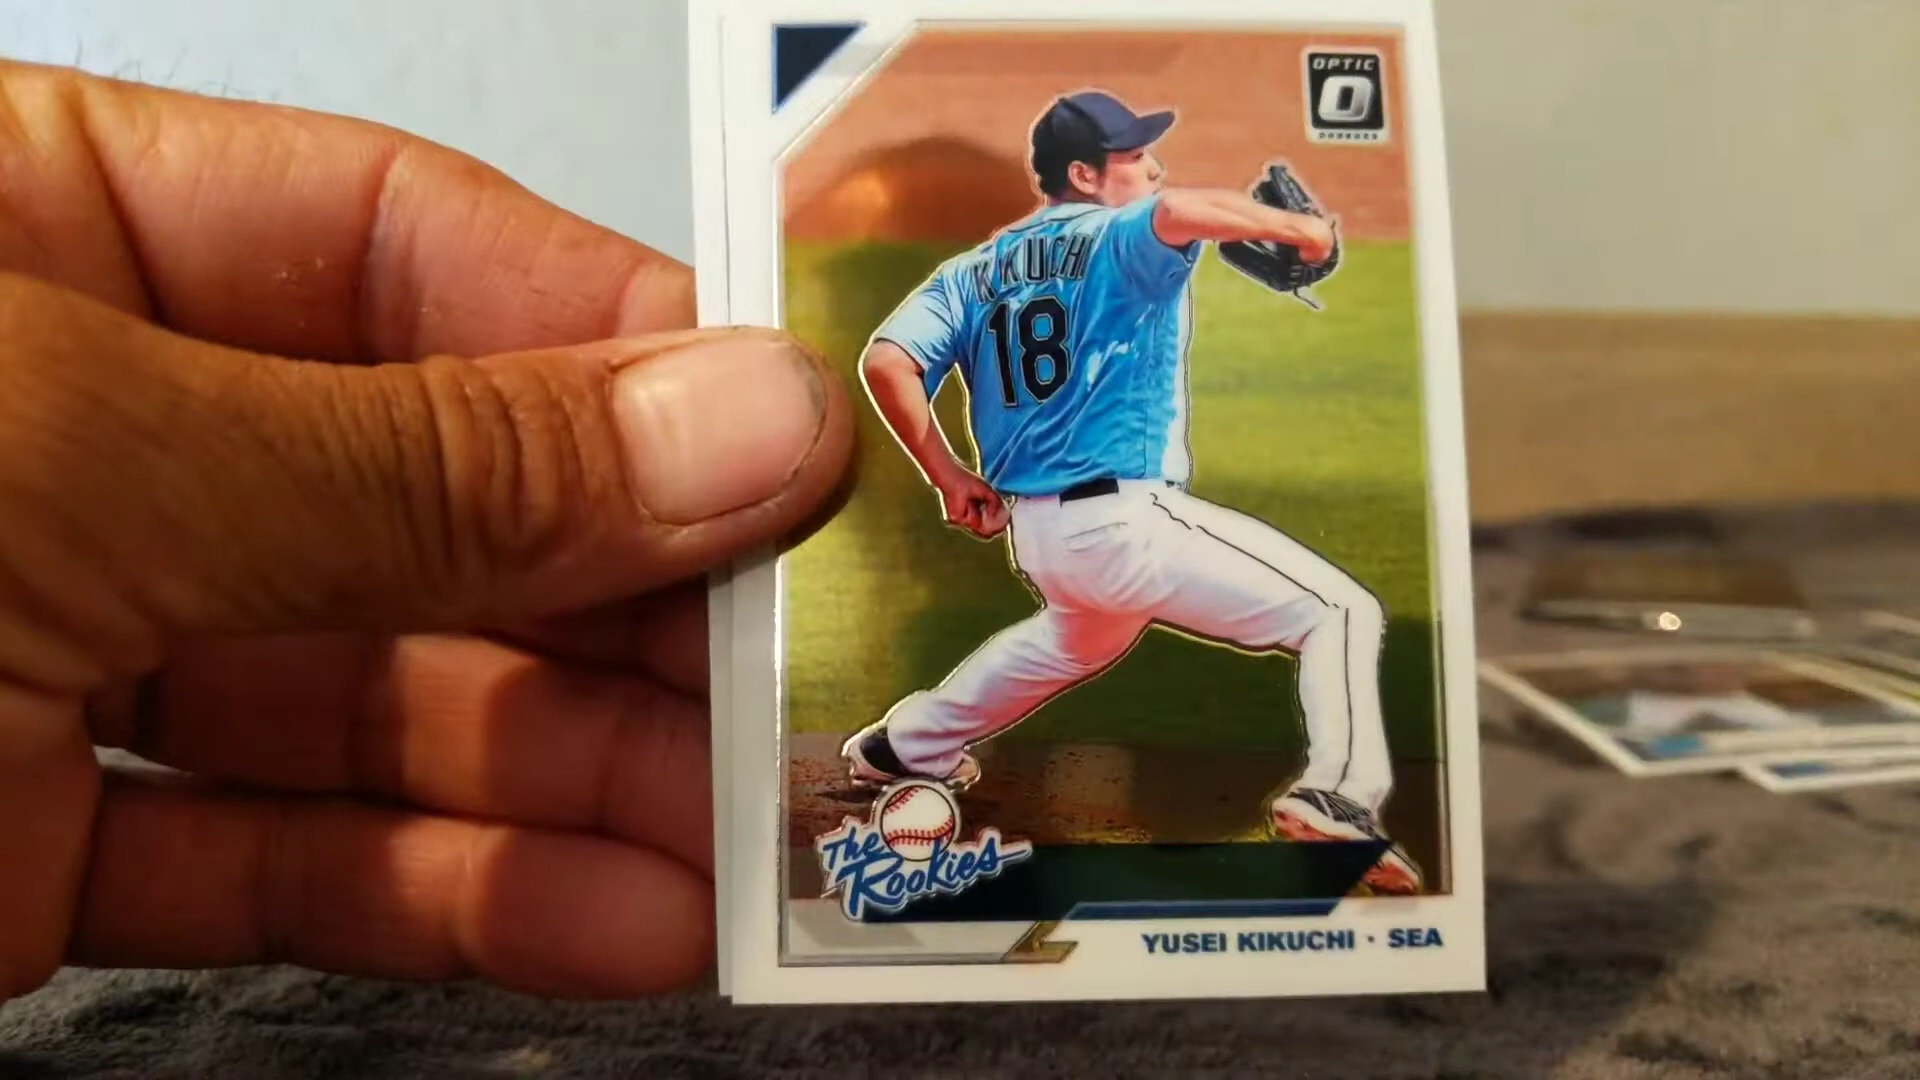 OPTIC
O
DONRUSS
KIKUCHI
18
The
Rookies
YUSEI KIKUCHI · SEA